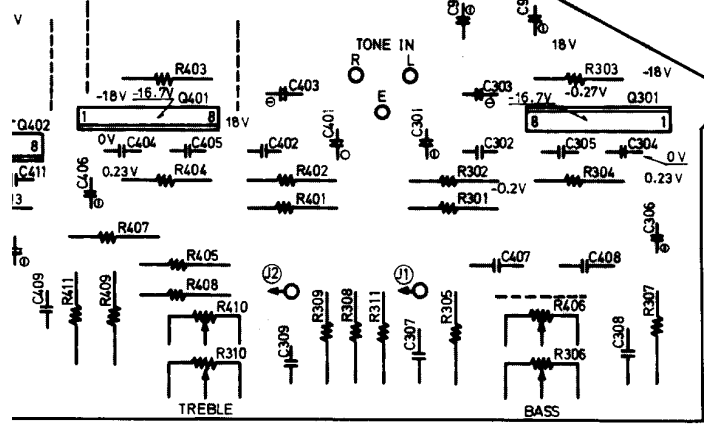 V
C9
C9
18V
TONE IN
R L
R403
C403
C303
R303
-18V
-18V -16.7V Q401
-16.7V
-0.27V
Q301
E
1 8
18V
8 1
Q402
8
0V
C404
C405
C402
C401
C301
C302
C305
C304
0V
C411
C406
0.23V
R404
R402
R302
-0.2V
R304
0.23V
13
R401
R301
C306
R407
R405
C407
C408
J2
J1
R408
C409
R411
R409
R410
C309
R309
R308
R311
C307
R305
R406
C308
R307
R310
R306
TREBLE
BASS